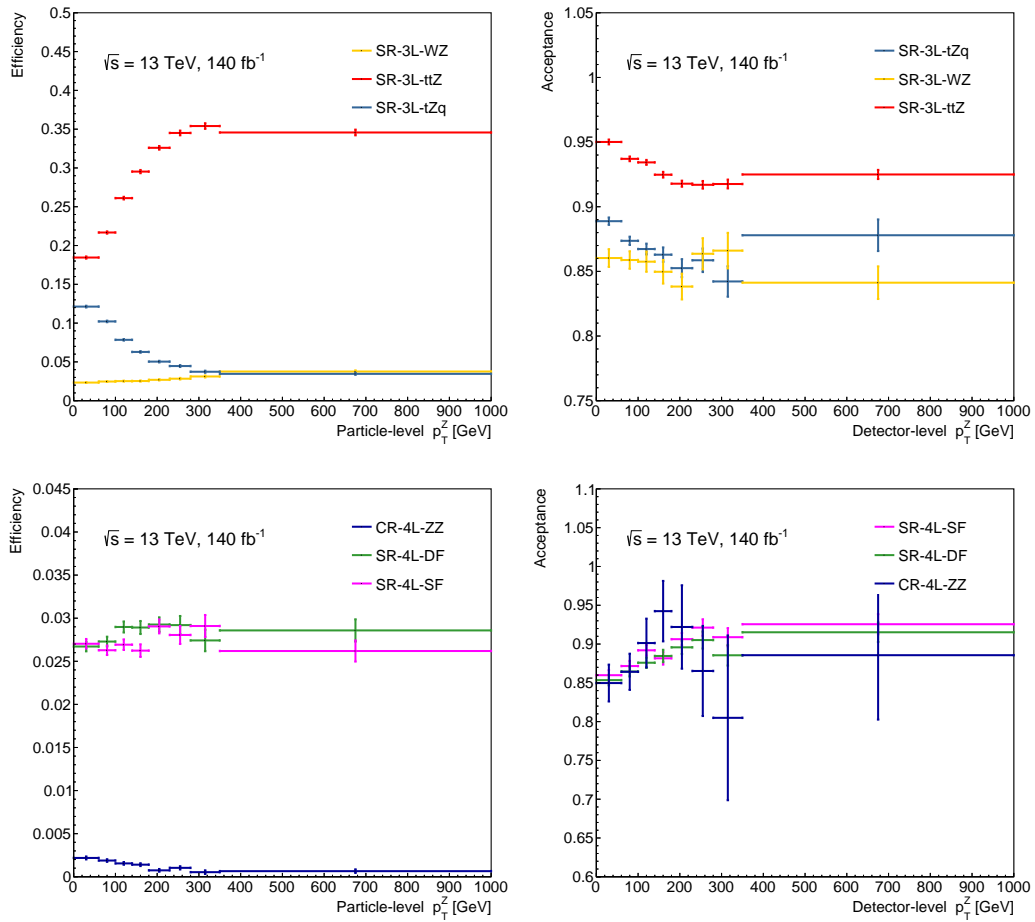 Efficiency
0.5
0.45
0.4
0.35
0.3
0.25
0.2
0.15
0.1
0.05
0
√s = 13 TeV, 140 fb⁻¹
SR-3L-WZ
SR-3L-ttZ
SR-3L-tZq
0 100 200 300 400 500 600 700 800 900 1000
Particle-level p_T^Z [GeV]
Acceptance
1.05
1
0.95
0.9
0.85
0.8
0.75
√s = 13 TeV, 140 fb⁻¹
SR-3L-tZq
SR-3L-WZ
SR-3L-ttZ
0 100 200 300 400 500 600 700 800 900 1000
Detector-level p_T^Z [GeV]
Efficiency
0.045
0.04
0.035
0.03
0.025
0.02
0.015
0.01
0.005
0
√s = 13 TeV, 140 fb⁻¹
CR-4L-ZZ
SR-4L-DF
SR-4L-SF
0 100 200 300 400 500 600 700 800 900 1000
Particle-level p_T^Z [GeV]
Acceptance
1.1
1.05
1
0.95
0.9
0.85
0.8
0.75
0.7
0.65
0.6
√s = 13 TeV, 140 fb⁻¹
SR-4L-SF
SR-4L-DF
CR-4L-ZZ
0 100 200 300 400 500 600 700 800 900 1000
Detector-level p_T^Z [GeV]